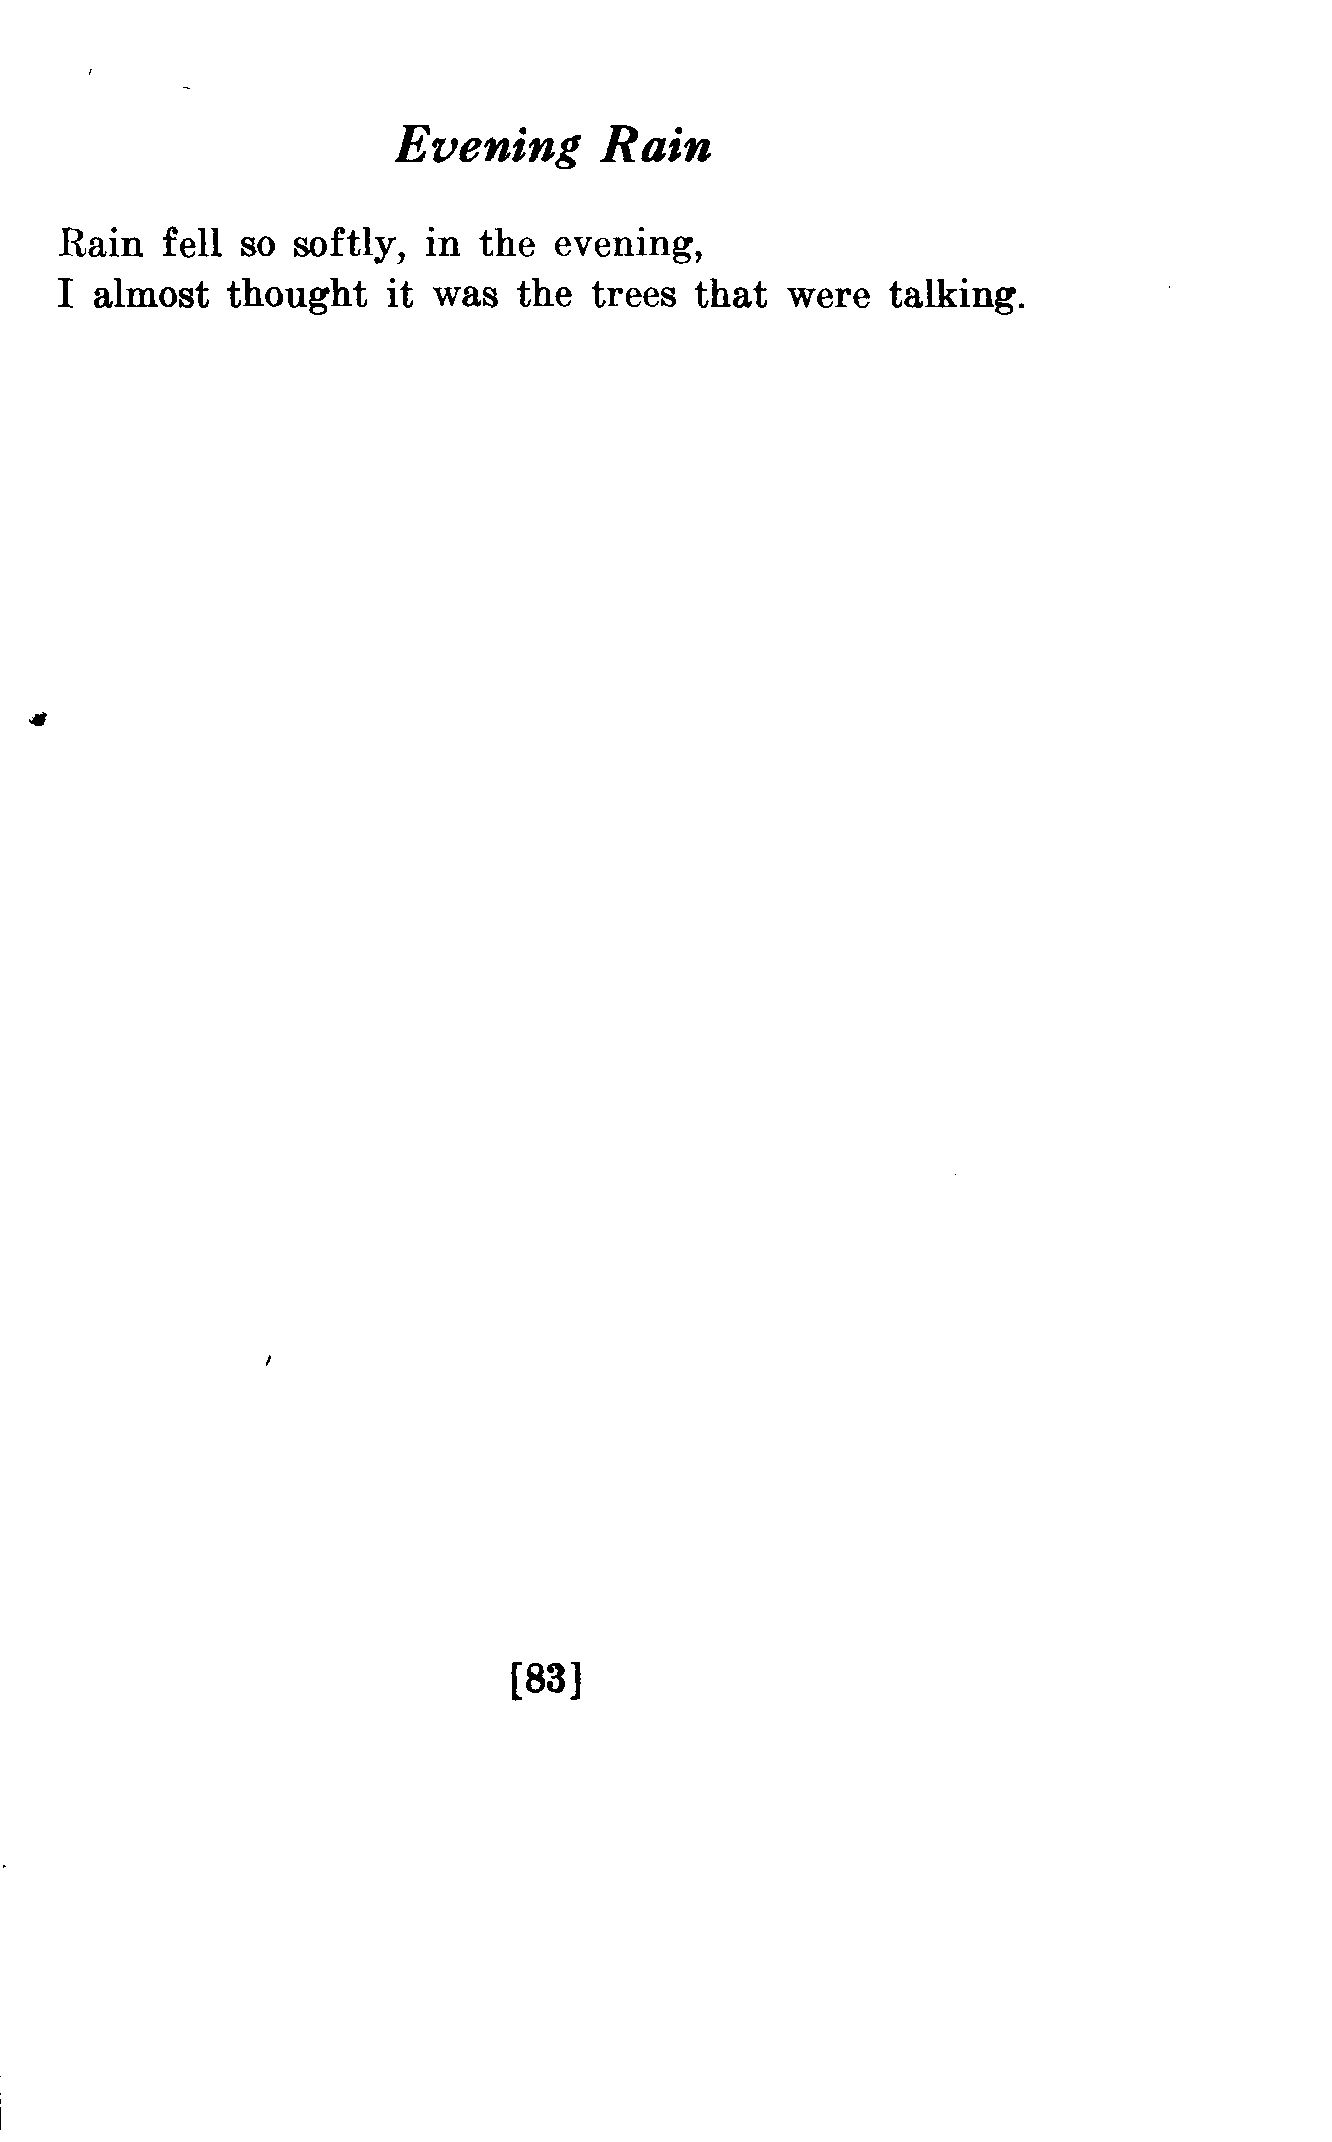 Evening Rain
Rain fell so softly, in the evening,
I almost thought it was the trees that were talking.
[83]